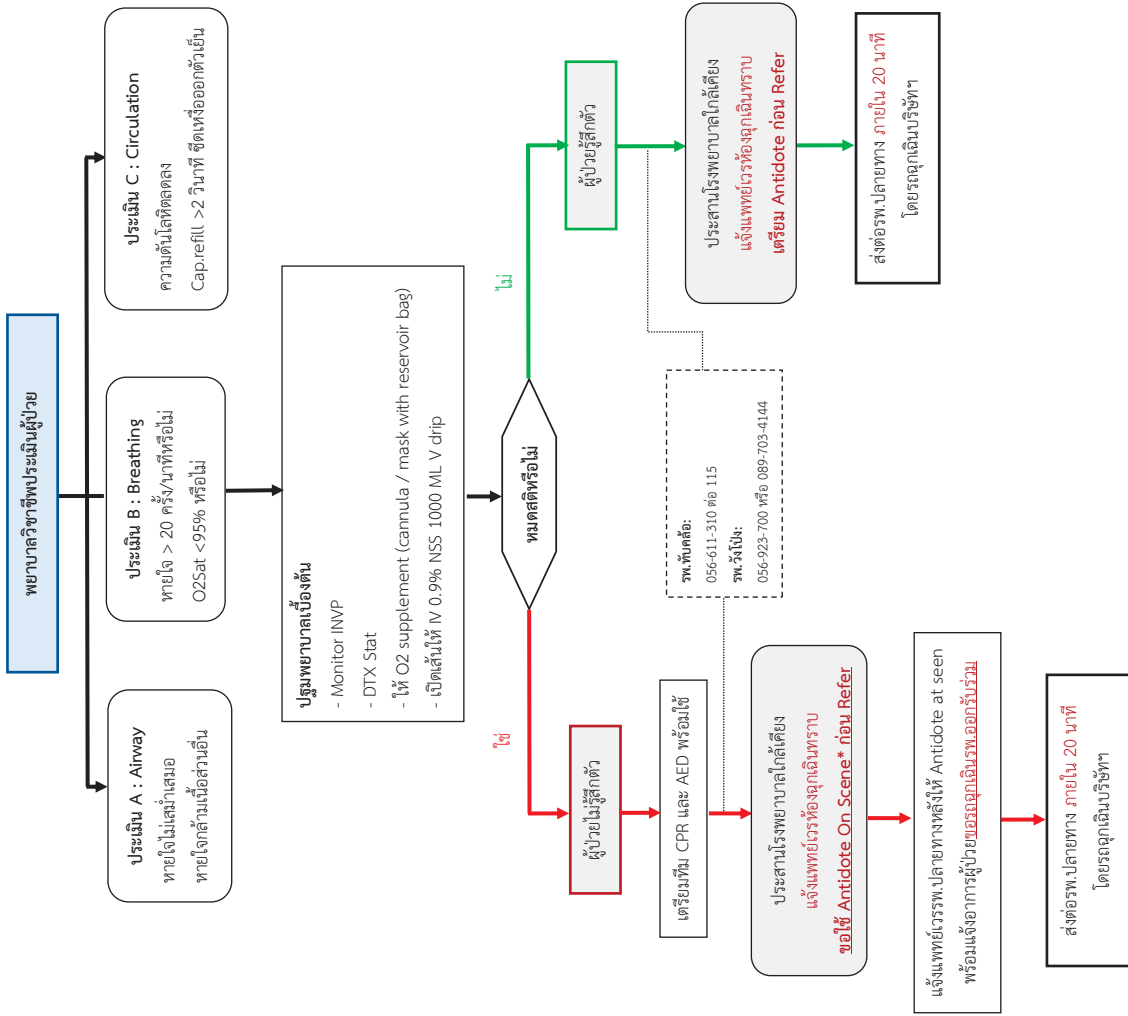 พยาบาลวิชาชีพประเมินผู้ป่วย
ประเมิน A : Airway
หายใจไม่สม่ำเสมอ
หายใจกล้ามเนื้อส่วนอื่น
ประเมิน B : Breathing
หายใจ > 20 ครั้ง/นาทีหรือไม่
O2Sat <95% หรือไม่
ประเมิน C : Circulation
ความดันโลหิตลดลง
Cap.refill >2 วินาที ซีดเหงื่อออกตัวเย็น
ปฐมพยาบาลเบื้องต้น
- Monitor INVP
- DTX Stat
- ให้ O2 supplement (cannula / mask with reservoir bag)
- เปิดเส้นให้ IV 0.9% NSS 1000 ML V drip
หมดสติหรือไม่
ใช่
ไม่
ผู้ป่วยไม่รู้สึกตัว
เตรียมทีม CPR และ AED พร้อมใช้
ประสานโรงพยาบาลใกล้เคียง
แจ้งแพทย์เวรห้องฉุกเฉินทราบ
ขอใช้ Antidote On Scene* ก่อน Refer
แจ้งแพทย์เวรรพ.ปลายทางหลังให้ Antidote at seen
พร้อมแจ้งอาการผู้ป่วยขอรถฉุกเฉินรพ.ออกรับร่วม
ส่งต่อรพ.ปลายทาง ภายใน 20 นาที
โดยรถฉุกเฉินบริษัทฯ
รพ.ทับคล้อ:
056-611-310 ต่อ 115
รพ.วังโป่ง:
056-923-700 หรือ 089-703-4144
ผู้ป่วยรู้สึกตัว
ประสานโรงพยาบาลใกล้เคียง
แจ้งแพทย์เวรห้องฉุกเฉินทราบ
เตรียม Antidote ก่อน Refer
ส่งต่อรพ.ปลายทาง ภายใน 20 นาที
โดยรถฉุกเฉินบริษัทฯ